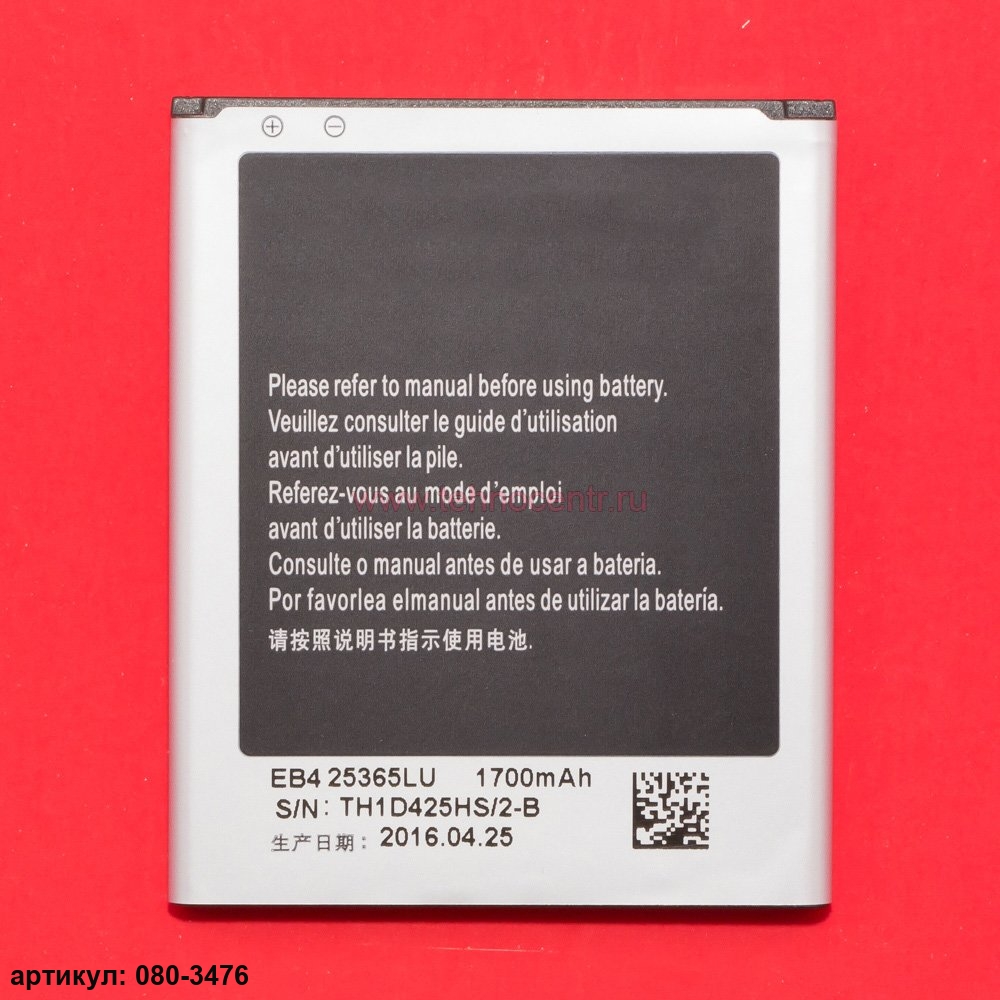 Please refer to manual before using battery.
Veuillez consulter le guide d'utilisation
avant d'utiliser la pile.
Referez-vous au mode d'emploi
www.tehnocentr.ru
avant d'utiliser la batterie.
Consulte o manual antes de usar a bateria.
Por favorlea elmanual antes de utilizar la batería.
请按照说明书指示使用电池.
EB4 25365LU 1700mAh
S/N: TH1D425HS/2-B
生产日期: 2016.04.25
артикул: 080-3476